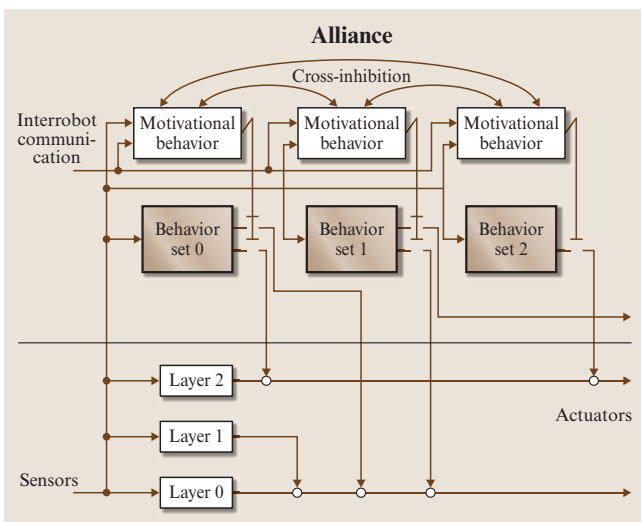 Alliance
Cross-inhibition
Interrobot
communi-
cation
Motivational
behavior
Motivational
behavior
Motivational
behavior
Behavior
set 0
Behavior
set 1
Behavior
set 2
Layer 2
Actuators
Layer 1
Sensors
Layer 0